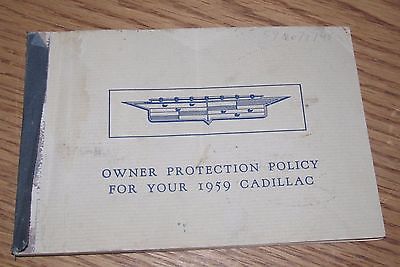 OWNER PROTECTION POLICY
FOR YOUR 1959 CADILLAC